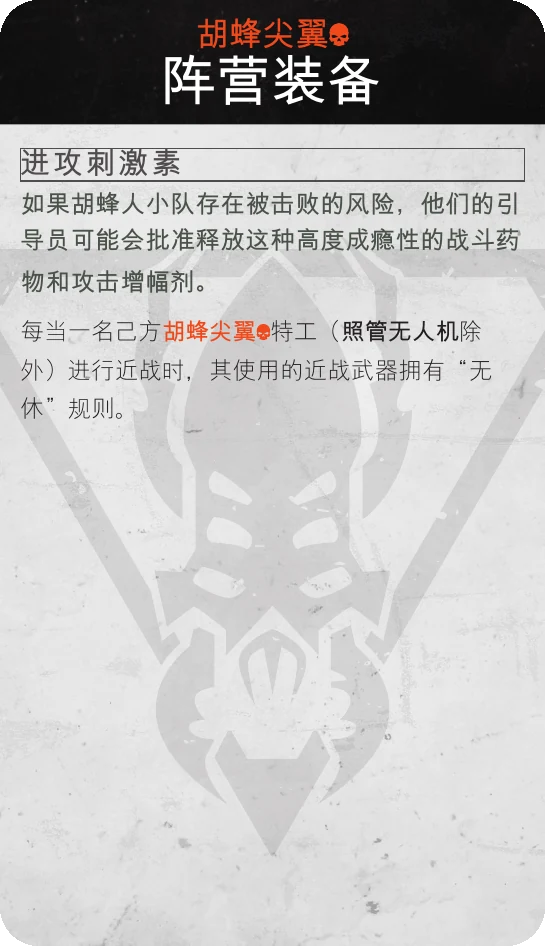 胡蜂尖翼
阵营装备
进攻刺激素
如果胡蜂人小队存在被击败的风险，他们的引
导员可能会批准释放这种高度成瘾性的战斗药
物和攻击增幅剂。
每当一名己方胡蜂尖翼特工（照管无人机除
外）进行近战时，其使用的近战武器拥有“无
休”规则。